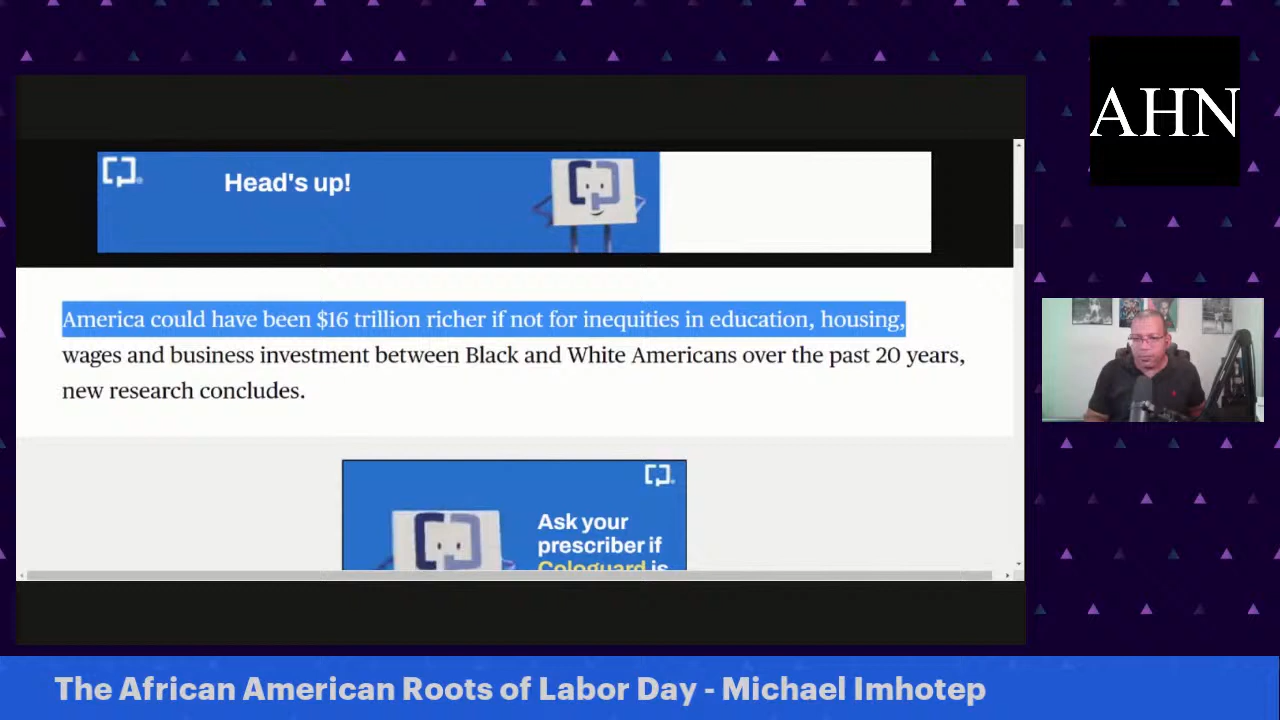 AHN
Head's up!
America could have been $16 trillion richer if not for inequities in education, housing,
wages and business investment between Black and White Americans over the past 20 years,
new research concludes.
Ask your
prescriber if
Cologuard is
The African American Roots of Labor Day - Michael Imhotep